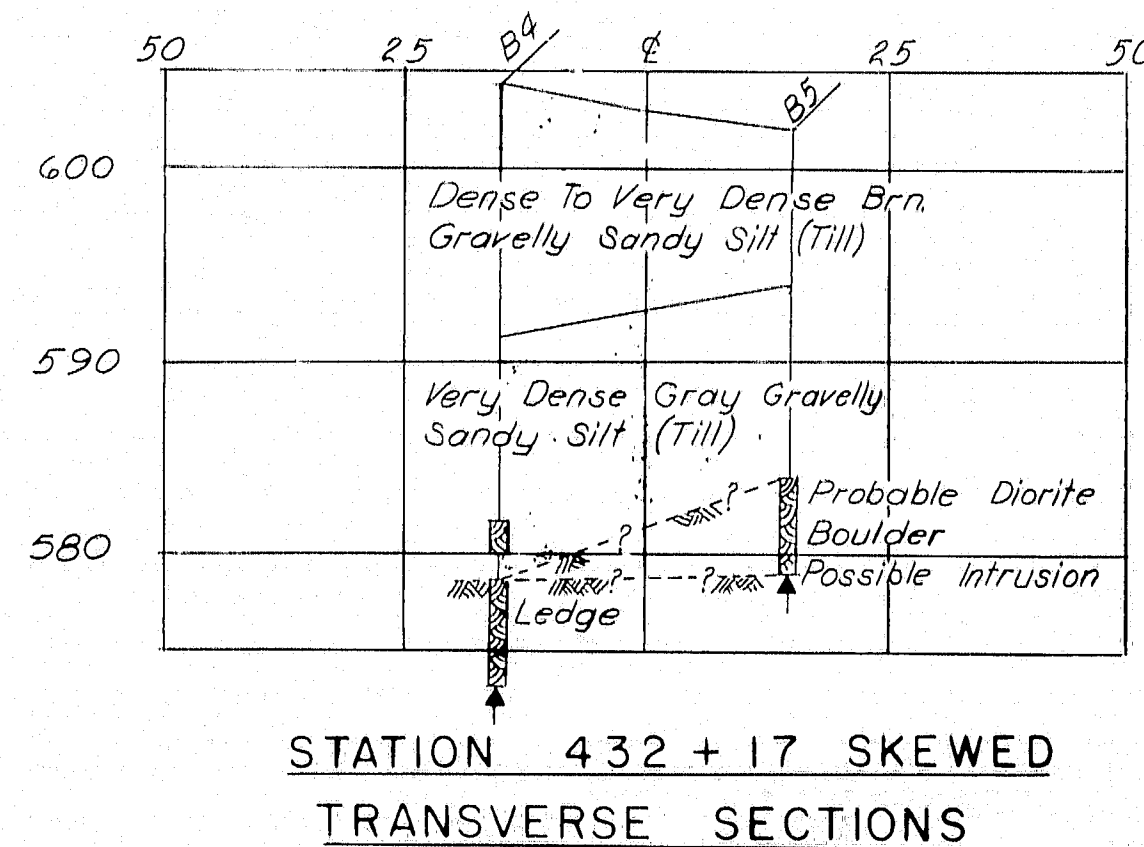 50 25 B4 ℄ 25 50
B5
600
Dense To Very Dense Brn.
Gravelly Sandy Silt (Till)
590
Very Dense Gray Gravelly
Sandy Silt (Till)
? Probable Diorite
? Boulder
580
? ? Possible Intrusion
Ledge
STATION 432+17 SKEWED
TRANSVERSE SECTIONS